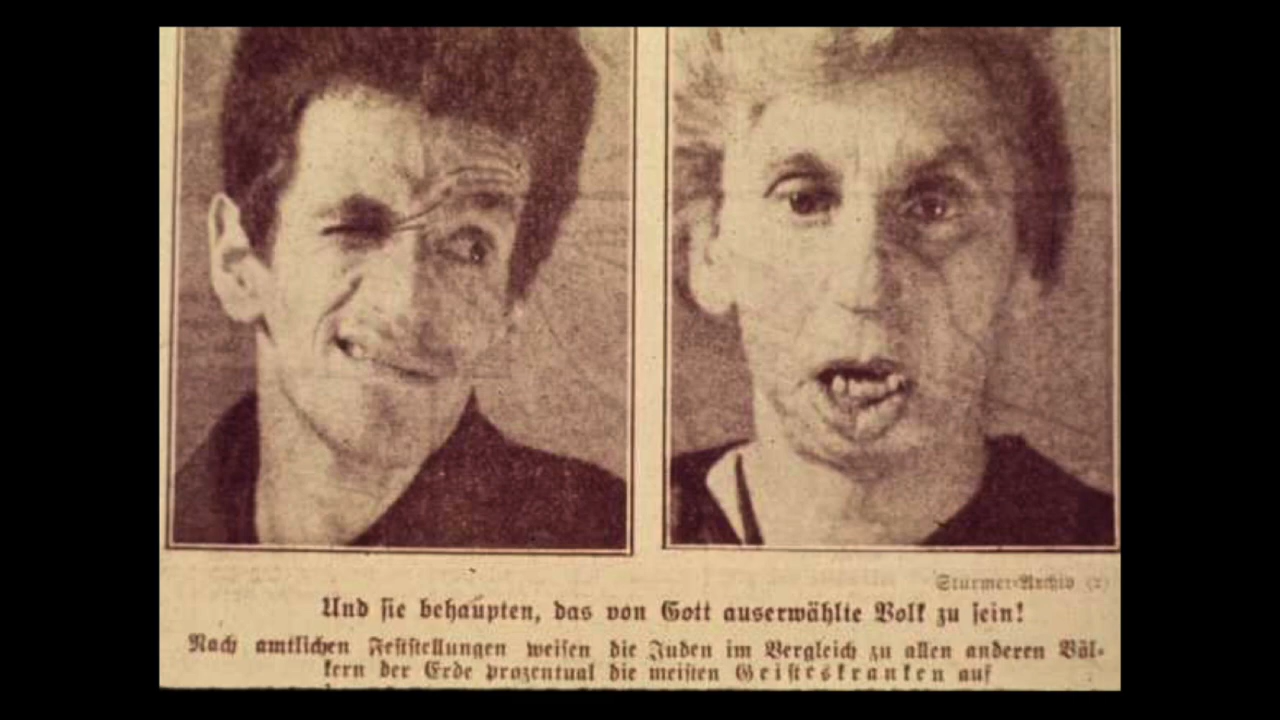 Stürmer-Archiv (2)
Und sie behaupten, das von Gott auserwählte Volk zu sein!
Nach amtlichen Feststellungen weisen die Juden im Vergleich zu allen anderen Völ-
kern der Erde prozentual die meisten Geisteskranken auf